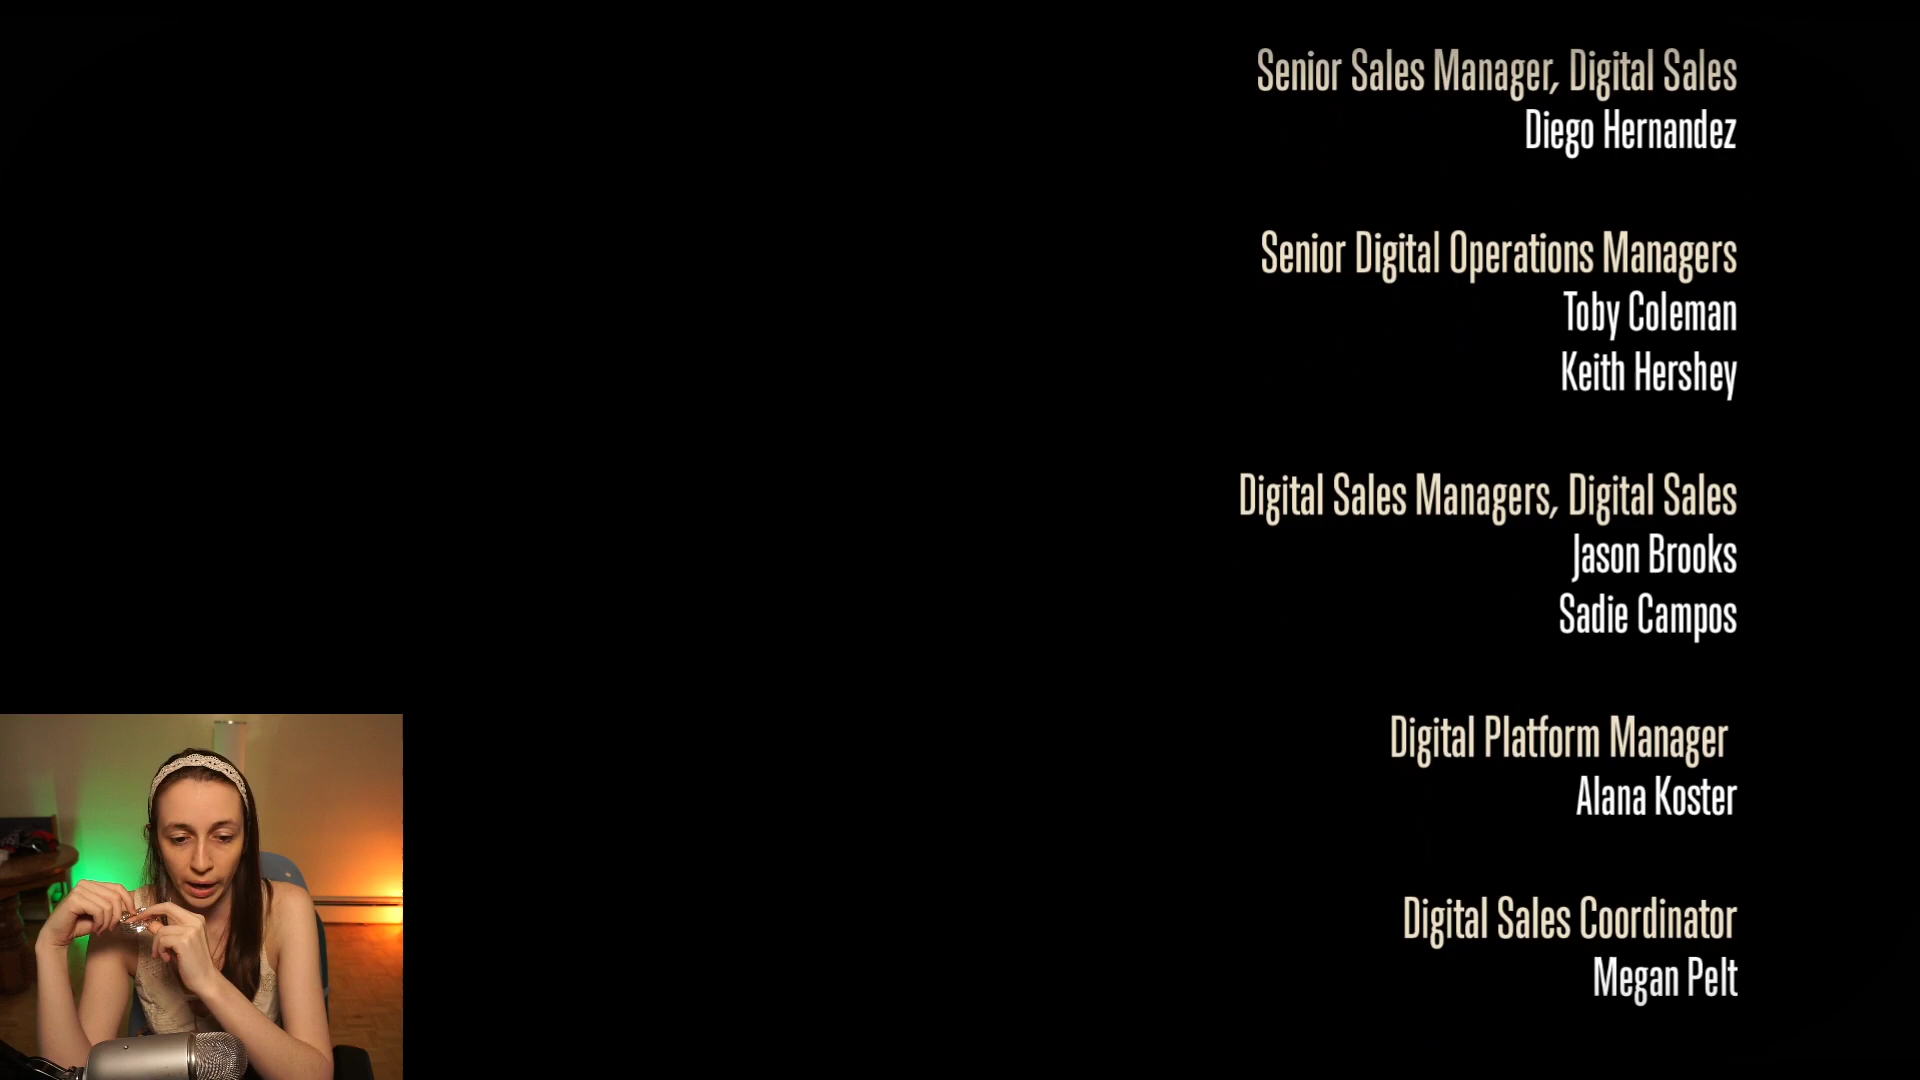 Senior Sales Manager, Digital Sales
Diego Hernandez
Senior Digital Operations Managers
Toby Coleman
Keith Hershey
Digital Sales Managers, Digital Sales
Jason Brooks
Sadie Campos
Digital Platform Manager
Alana Koster
Digital Sales Coordinator
Megan Pelt